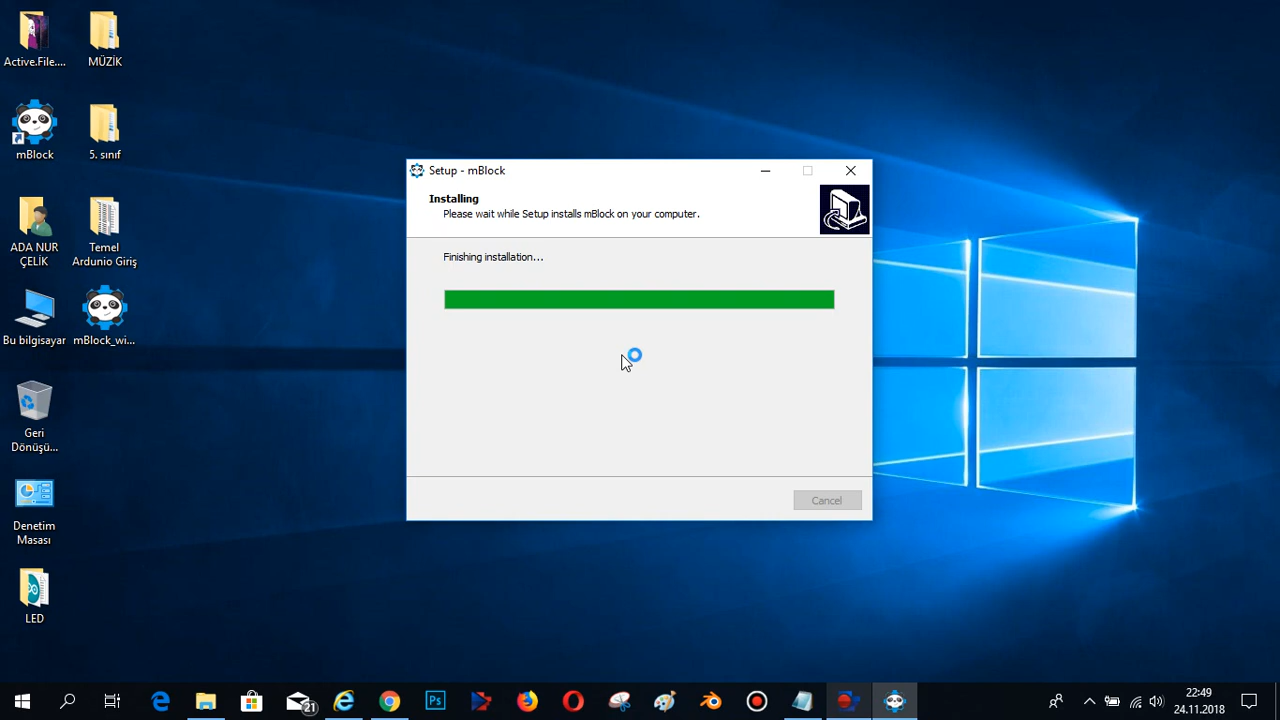 Active.File....
MÜZİK
mBlock
5. sınıf
ADA NUR
ÇELİK
Temel
Ardunio Giriş
Bu bilgisayar
mBlock_wi...
Geri
Dönüşü...
Denetim
Masası
LED
Setup - mBlock
Installing
Please wait while Setup installs mBlock on your computer.
Finishing installation...
Cancel
21
Ps
22:49
24.11.2018